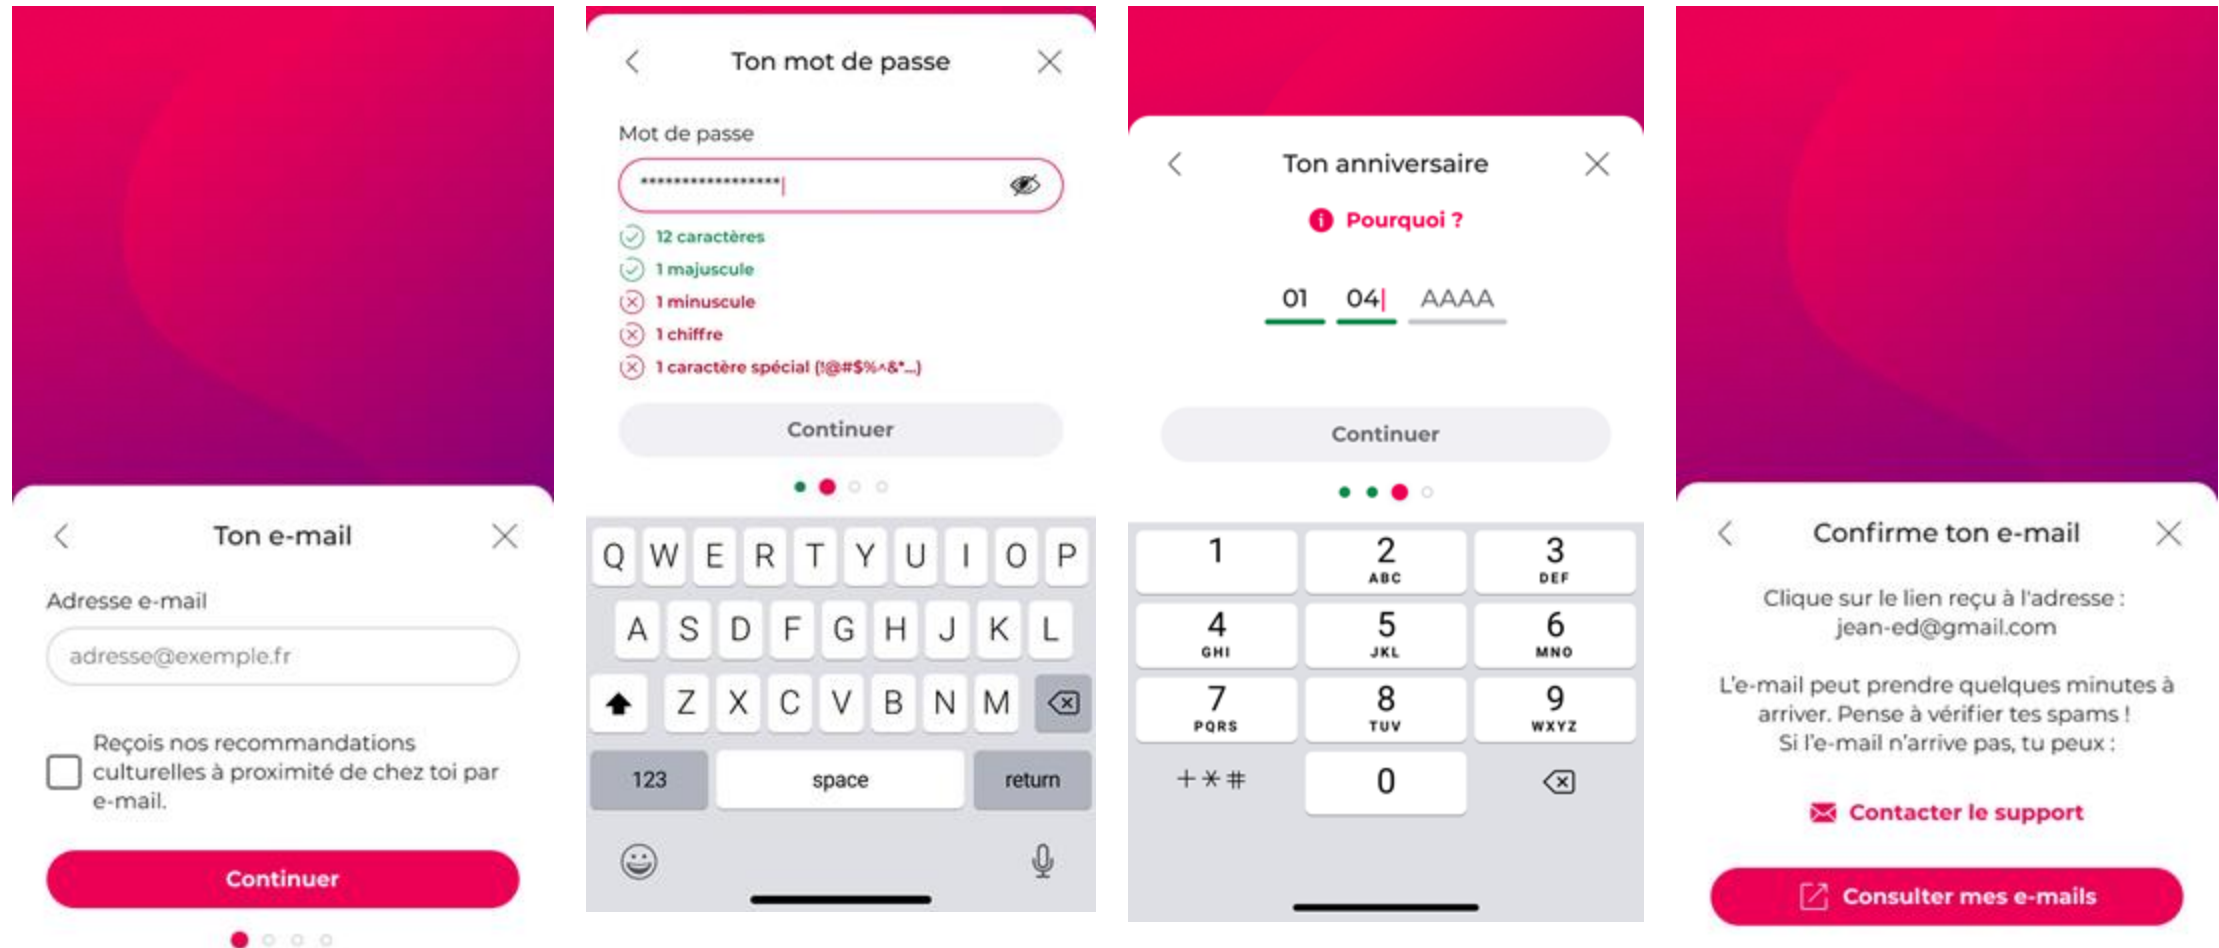 Ton e-mail
Adresse e-mail
adresse@exemple.fr
Reçois nos recommandations
culturelles à proximité de chez toi par
e-mail.
Continuer
Ton mot de passe
Mot de passe
*****************
12 caractères
1 majuscule
1 minuscule
1 chiffre
1 caractère spécial (!@#$%^&*...)
Continuer
Q W E R T Y U I O P
A S D F G H J K L
Z X C V B N M
123 space return
Ton anniversaire
i Pourquoi ?
01 04 AAAA
Continuer
1 2 3
ABC DEF
4 5 6
GHI JKL MNO
7 8 9
PQRS TUV WXYZ
+*# 0
Confirme ton e-mail
Clique sur le lien reçu à l'adresse :
jean-ed@gmail.com
L'e-mail peut prendre quelques minutes à
arriver. Pense à vérifier tes spams !
Si l'e-mail n'arrive pas, tu peux :
Contacter le support
Consulter mes e-mails